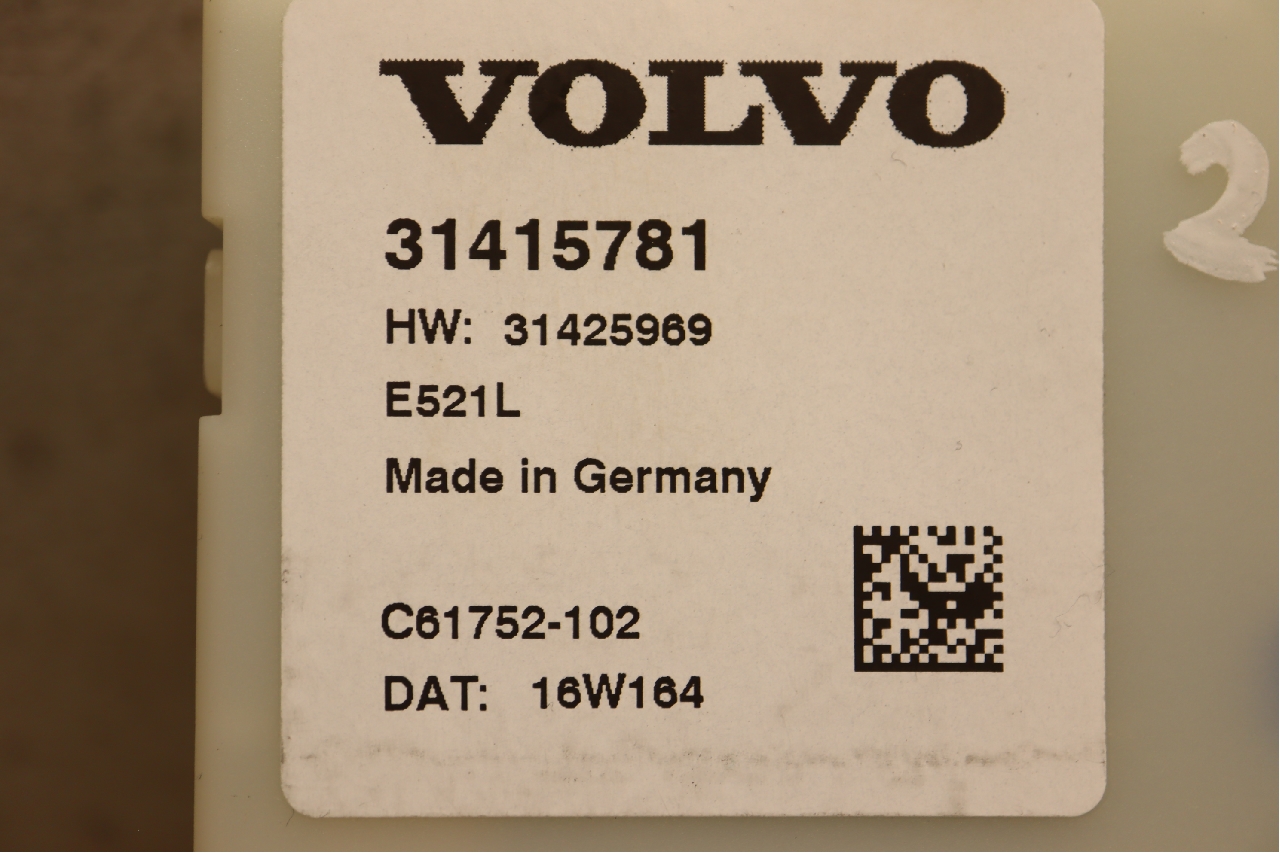 VOLVO
31415781
2
HW: 31425969
E521L
Made in Germany
C61752-102
DAT: 16W164